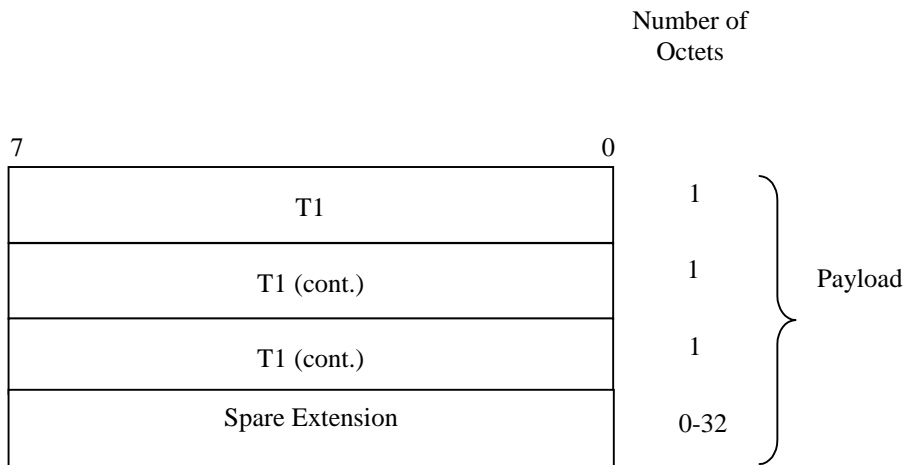 Number of
Octets
7 0
T1 1
T1 (cont.) 1
Payload
T1 (cont.) 1
Spare Extension 0-32